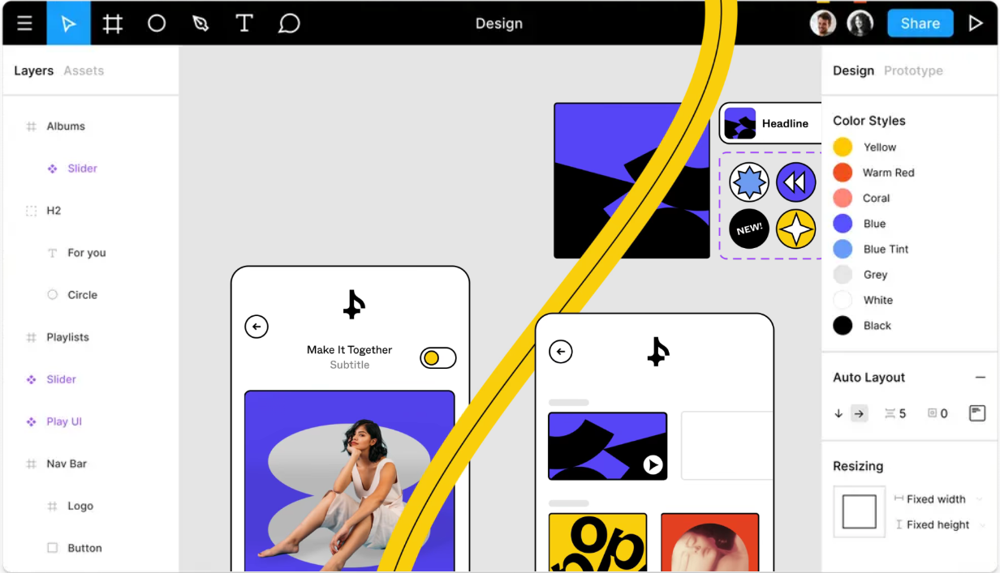 Design
Share
Layers Assets
Albums
Slider
H2
For you
Circle
Playlists
Slider
Play UI
Nav Bar
Logo
Button
Make It Together
Subtitle
Headline
NEW!
op
op
Design Prototype
Color Styles
Yellow
Warm Red
Coral
Blue
Blue Tint
Grey
White
Black
Auto Layout
5 0
Resizing
Fixed width
Fixed height